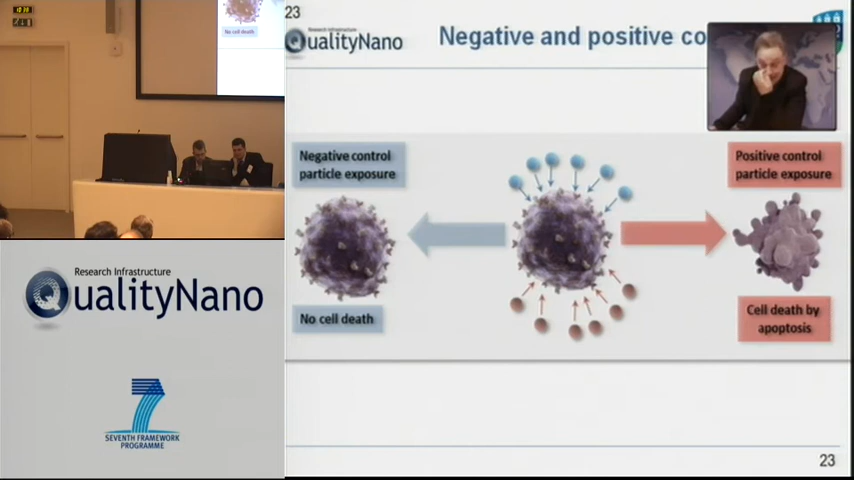 No cell death
Research Infrastructure
QualityNano
SEVENTH FRAMEWORK
PROGRAMME
23
Research Infrastructure
QualityNano
Negative and positive co
Negative control
particle exposure
Positive control
particle exposure
No cell death
Cell death by
apoptosis
23